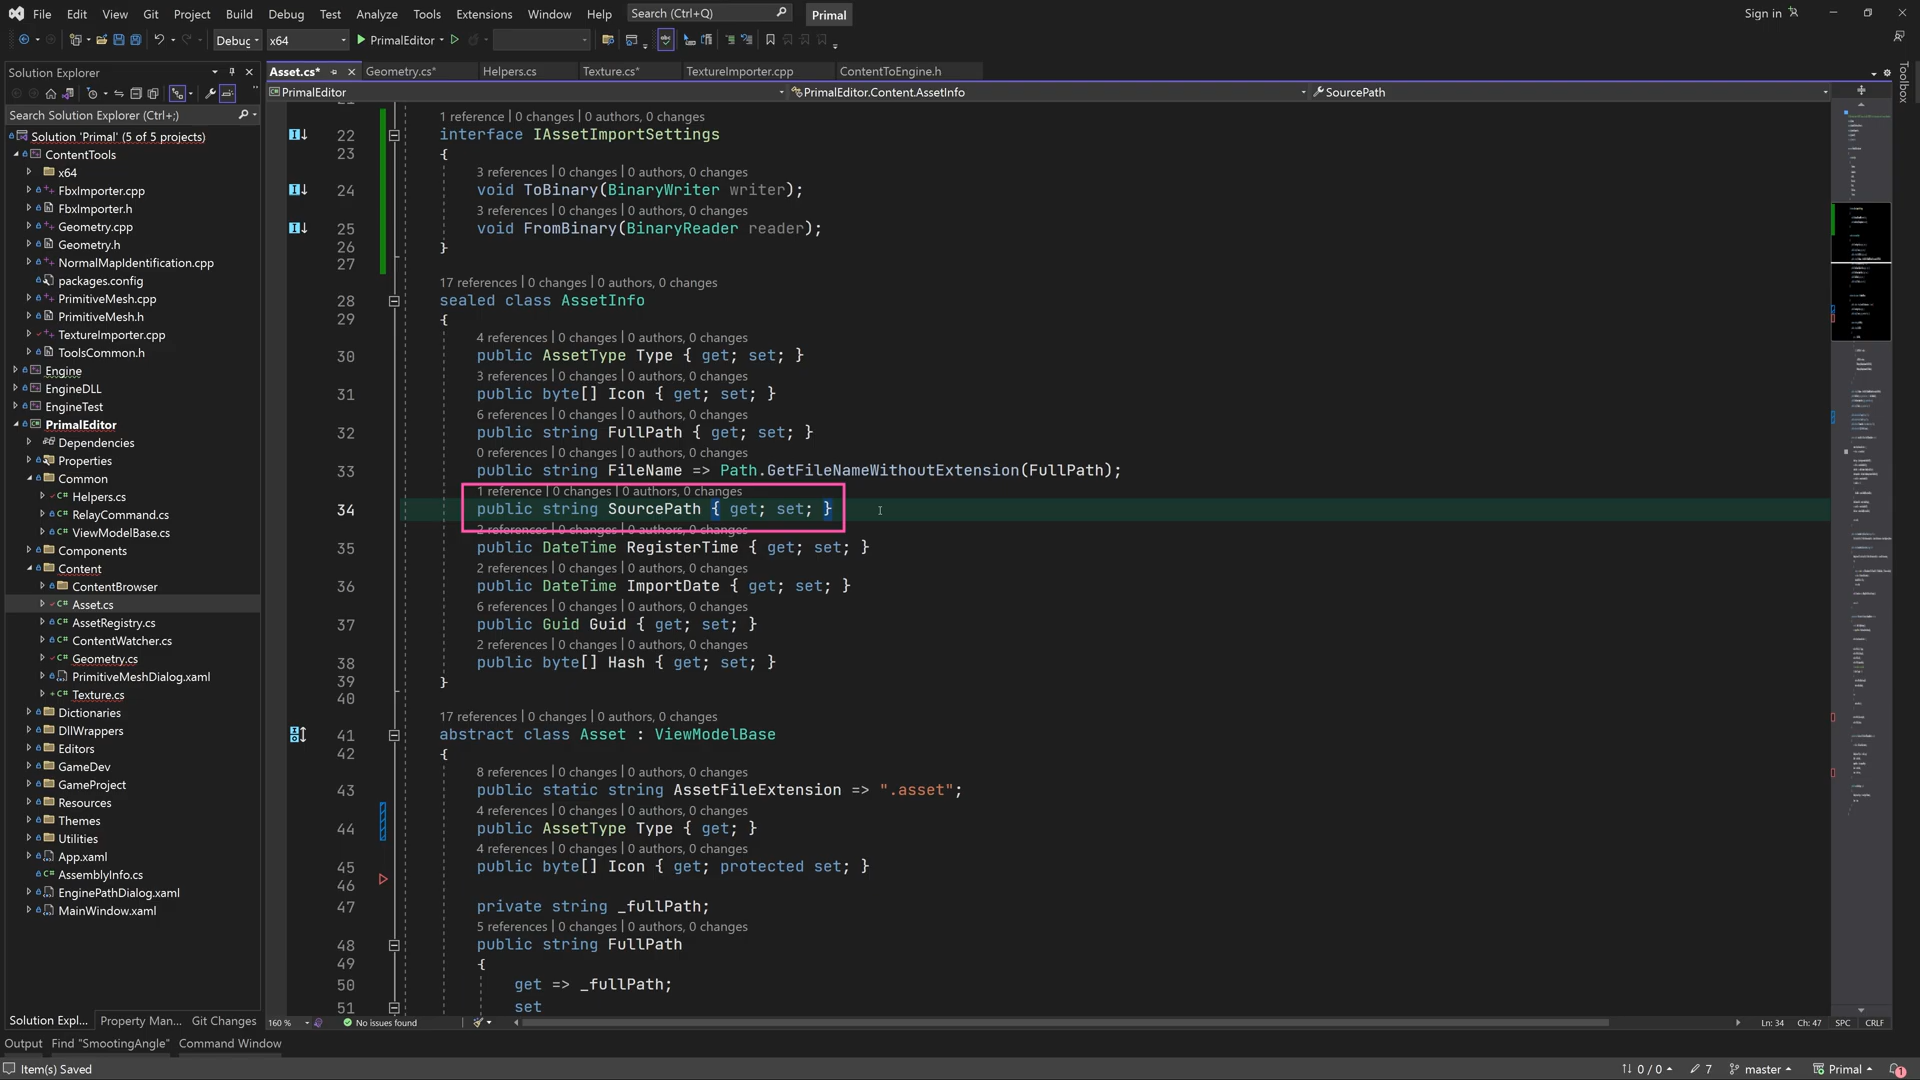 File Edit View Git Project Build Debug Test Analyze Tools Extensions Window Help Search (Ctrl+Q) Primal Sign in
Debug x64 PrimalEditor
Solution Explorer
Search Solution Explorer (Ctrl+;)
Solution 'Primal' (5 of 5 projects)
ContentTools
x64
FbxImporter.cpp
FbxImporter.h
Geometry.cpp
Geometry.h
NormalMapIdentification.cpp
packages.config
PrimitiveMesh.cpp
PrimitiveMesh.h
TextureImporter.cpp
ToolsCommon.h
Engine
EngineDLL
EngineTest
PrimalEditor
Dependencies
Properties
Common
Helpers.cs
RelayCommand.cs
ViewModelBase.cs
Components
Content
ContentBrowser
Asset.cs
AssetRegistry.cs
ContentWatcher.cs
Geometry.cs
PrimitiveMeshDialog.xaml
Texture.cs
Dictionaries
DllWrappers
Editors
GameDev
GameProject
Resources
Themes
Utilities
App.xaml
AssemblyInfo.cs
EnginePathDialog.xaml
MainWindow.xaml
Solution Expl... Property Man... Git Changes
Asset.cs* Geometry.cs* Helpers.cs Texture.cs* TextureImporter.cpp ContentToEngine.h
PrimalEditor PrimalEditor.Content.AssetInfo SourcePath
1 reference | 0 changes | 0 authors, 0 changes
22 interface IAssetImportSettings
23 {
3 references | 0 changes | 0 authors, 0 changes
24 void ToBinary(BinaryWriter writer);
3 references | 0 changes | 0 authors, 0 changes
25 void FromBinary(BinaryReader reader);
26 }
27
17 references | 0 changes | 0 authors, 0 changes
28 sealed class AssetInfo
29 {
4 references | 0 changes | 0 authors, 0 changes
30 public AssetType Type { get; set; }
3 references | 0 changes | 0 authors, 0 changes
31 public byte[] Icon { get; set; }
6 references | 0 changes | 0 authors, 0 changes
32 public string FullPath { get; set; }
0 references | 0 changes | 0 authors, 0 changes
33 public string FileName => Path.GetFileNameWithoutExtension(FullPath);
1 reference | 0 changes | 0 authors, 0 changes
34 public string SourcePath { get; set; }
2 references | 0 changes | 0 authors, 0 changes
35 public DateTime RegisterTime { get; set; }
2 references | 0 changes | 0 authors, 0 changes
36 public DateTime ImportDate { get; set; }
6 references | 0 changes | 0 authors, 0 changes
37 public Guid Guid { get; set; }
2 references | 0 changes | 0 authors, 0 changes
38 public byte[] Hash { get; set; }
39 }
40
17 references | 0 changes | 0 authors, 0 changes
41 abstract class Asset : ViewModelBase
42 {
8 references | 0 changes | 0 authors, 0 changes
43 public static string AssetFileExtension => ".asset";
4 references | 0 changes | 0 authors, 0 changes
44 public AssetType Type { get; }
4 references | 0 changes | 0 authors, 0 changes
45 public byte[] Icon { get; protected set; }
46
47 private string _fullPath;
5 references | 0 changes | 0 authors, 0 changes
48 public string FullPath
49 {
50 get => _fullPath;
51 set
160 % No issues found Ln: 34 Ch: 47 SPC CRLF
Toolbox
Output Find "SmootingAngle" Command Window
Item(s) Saved 0 / 0 7 master Primal 1